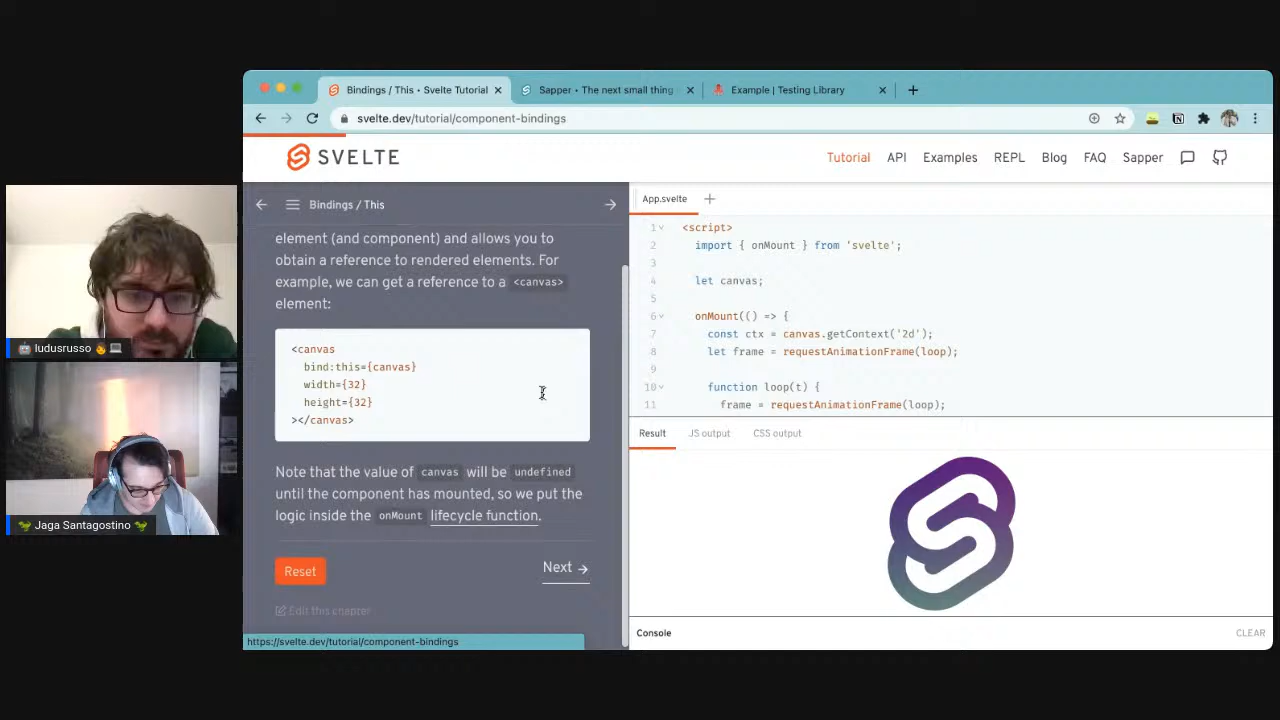 Bindings / This • Svelte Tutorial
Sapper • The next small thing
Example | Testing Library
svelte.dev/tutorial/component-bindings
SVELTE
Tutorial API Examples REPL Blog FAQ Sapper
Bindings / This
element (and component) and allows you to
obtain a reference to rendered elements. For
example, we can get a reference to a <canvas>
element:
<canvas
bind:this={canvas}
width={32}
height={32}
></canvas>
Note that the value of canvas will be undefined
until the component has mounted, so we put the
logic inside the onMount lifecycle function.
Reset
Next →
Edit this chapter
https://svelte.dev/tutorial/component-bindings
App.svelte
1 <script>
2 import { onMount } from 'svelte';
3
4 let canvas;
5
6 onMount(() => {
7 const ctx = canvas.getContext('2d');
8 let frame = requestAnimationFrame(loop);
9
10 function loop(t) {
11 frame = requestAnimationFrame(loop);
Result JS output CSS output
Console
CLEAR
🤖 ludusrusso 👨‍💻
🦖 Jaga Santagostino 🦖